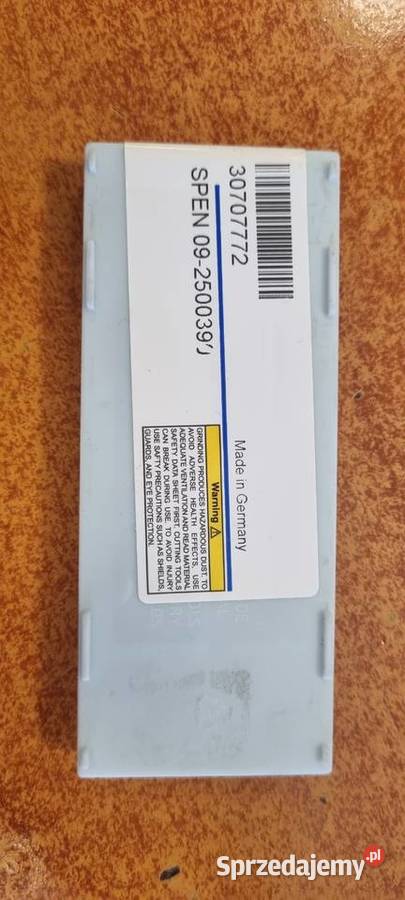 30707772
SPEN 09-250039
Made in Germany
Warning
GRINDING PRODUCES HAZARDOUS DUST. TO
AVOID ADVERSE HEALTH EFFECTS, USE
ADEQUATE VENTILATION AND READ MATERIAL
SAFETY DATA SHEET FIRST. CUTTING TOOLS
CAN BREAK DURING USE. TO AVOID INJURY
USE SAFTY PRECAUTIONS SUCH AS SHIELDS,
GUARDS, AND EYE PROTECTION.
Sprzedajemy.pl